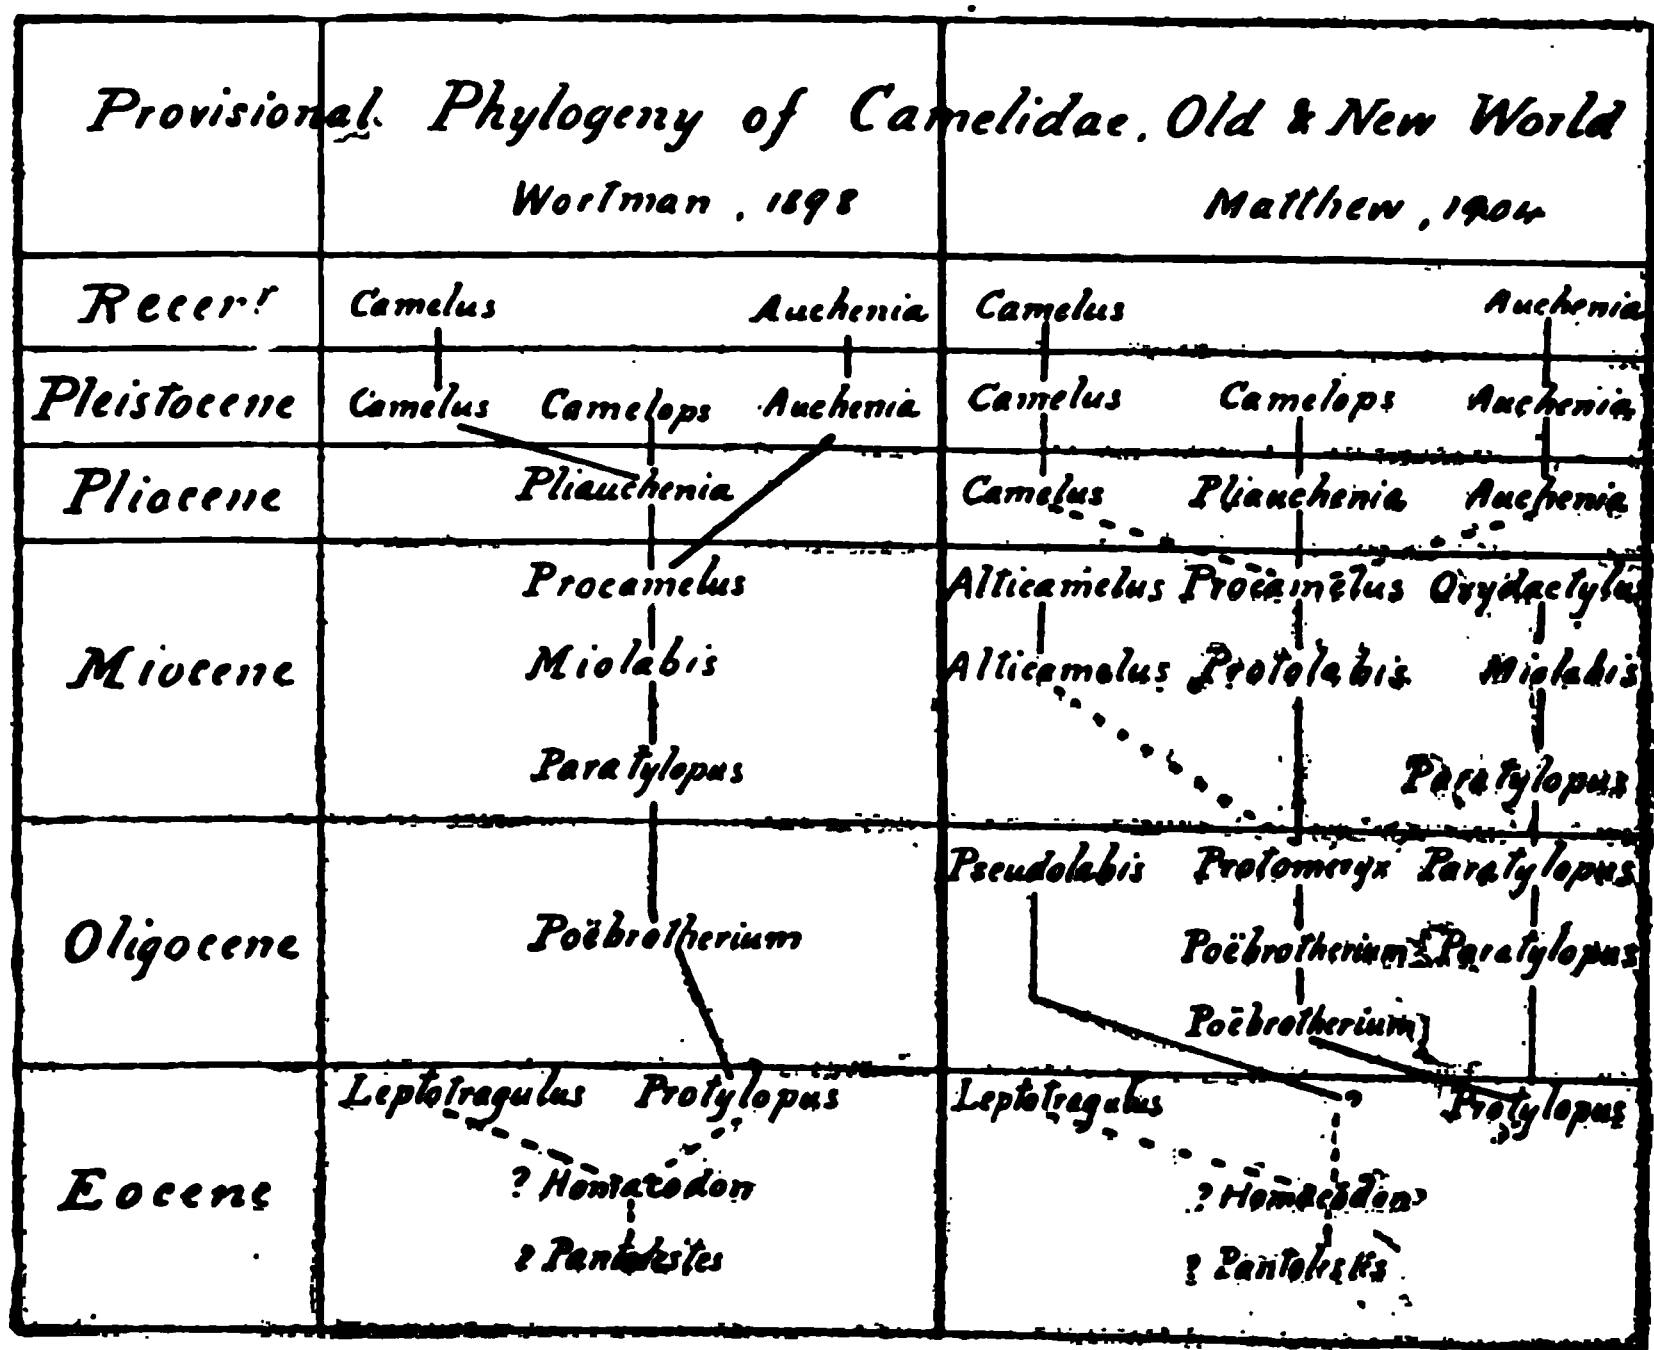 Provisional. Phylogeny of Camelidae. Old & New World
Wortman, 1898 Matthew, 1904
Recent Camelus Auchenia Camelus Auchenia
Pleistocene Camelus Camelops Auchenia Camelus Camelops Auchenia
Pliocene Pliauchenia Camelus Pliauchenia Auchenia
Procamelus Alticamelus Procamelus Oxydactylus
Miocene Miolabis Alticamelus Protolabis Miolabis
Paratylopus Paratylopus
Pseudolabis Protomeryx Paratylopus
Oligocene Poëbrotherium Poëbrotherium Paratylopus
Poëbrotherium
Leptotragulus Protylopus Leptotragulus ? Protylopus
Eocene ? Homacodon ? Homacodon?
? Pantolestes ? Pantolestes